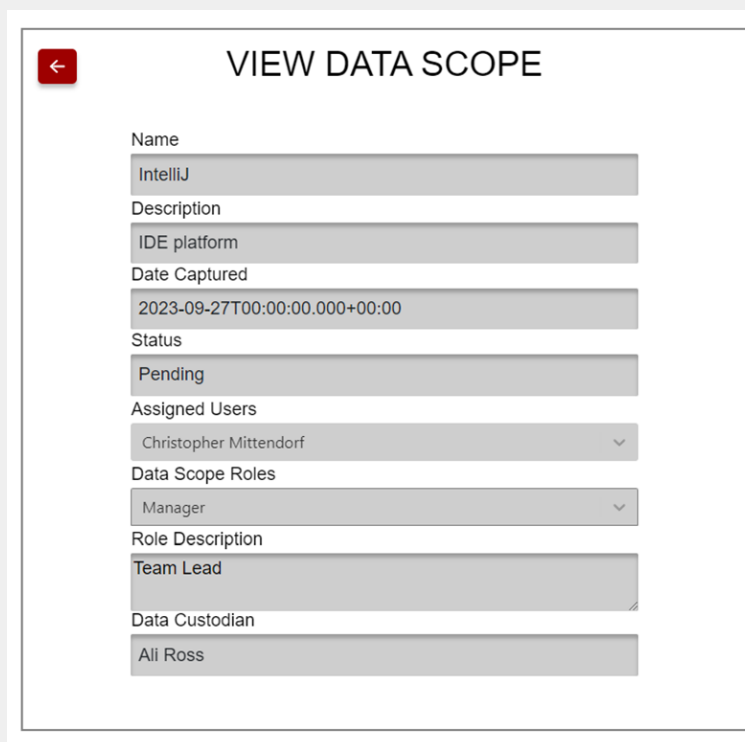 VIEW DATA SCOPE
Name
IntelliJ
Description
IDE platform
Date Captured
2023-09-27T00:00:00.000+00:00
Status
Pending
Assigned Users
Christopher Mittendorf
Data Scope Roles
Manager
Role Description
Team Lead
Data Custodian
Ali Ross